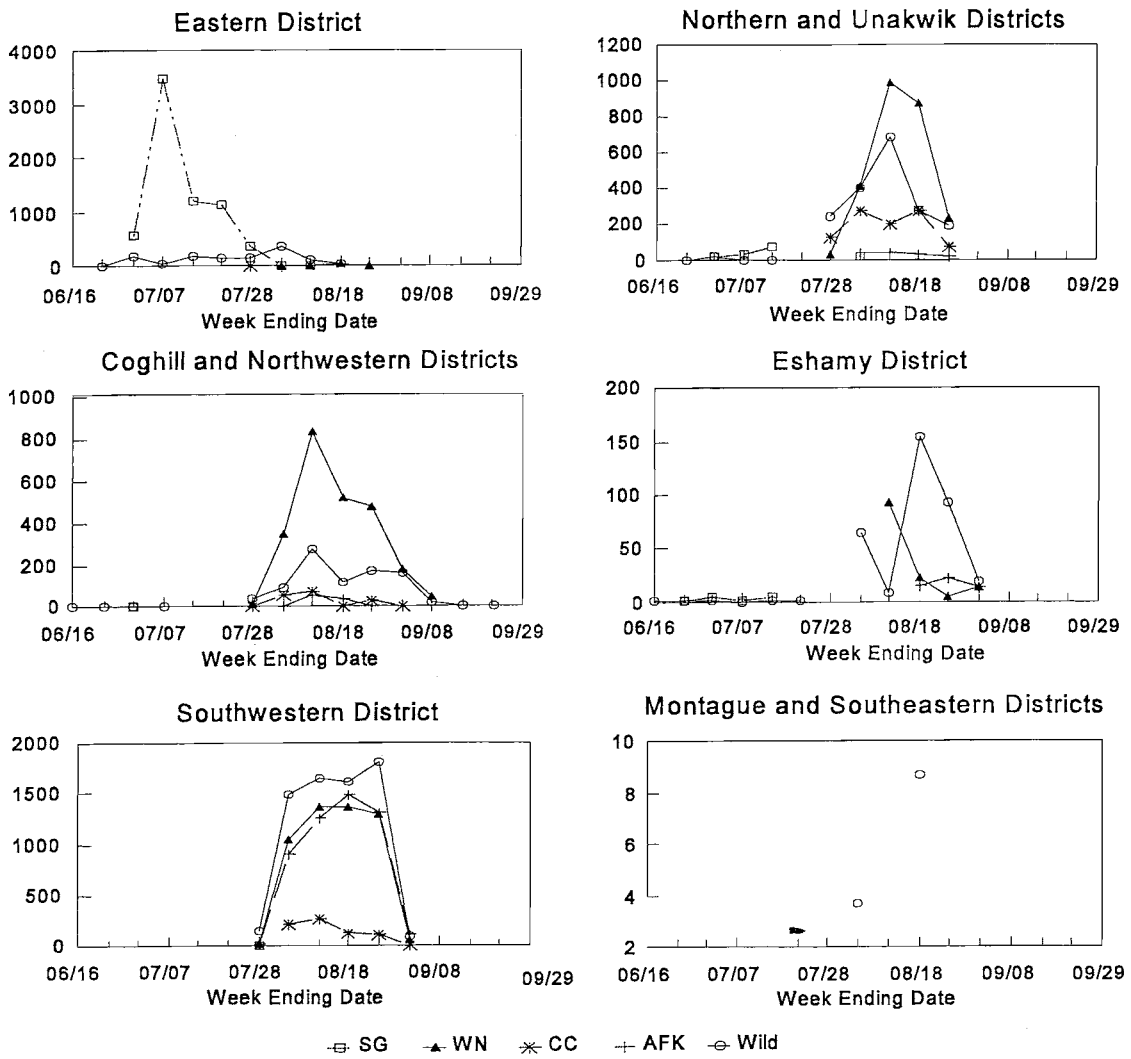 Eastern District
4000
3000
2000
1000
0
06/16 07/07 07/28 08/18 09/08 09/29
Week Ending Date
Northern and Unakwik Districts
1200
1000
800
600
400
200
0
06/16 07/07 07/28 08/18 09/08 09/29
Week Ending Date
Coghill and Northwestern Districts
1000
800
600
400
200
0
06/16 07/07 07/28 08/18 09/08 09/29
Week Ending Date
Eshamy District
200
150
100
50
0
06/16 07/07 07/28 08/18 09/08 09/29
Week Ending Date
Southwestern District
2000
1500
1000
500
0
06/16 07/07 07/28 08/18 09/08 09/29
Week Ending Date
Montague and Southeastern Districts
10
8
6
4
2
06/16 07/07 07/28 08/18 09/08 09/29
Week Ending Date
SG WN CC AFK Wild